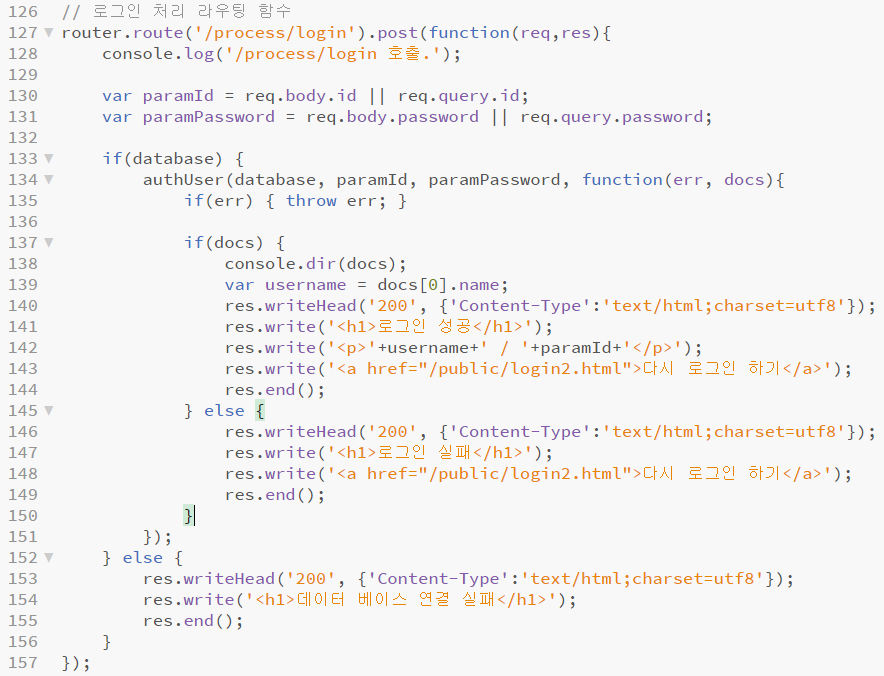 126 // 로그인 처리 라우팅 함수
127 router.route('/process/login').post(function(req,res){
128     console.log('/process/login 호출.');
129
130     var paramId = req.body.id || req.query.id;
131     var paramPassword = req.body.password || req.query.password;
132
133     if(database) {
134         authUser(database, paramId, paramPassword, function(err, docs){
135             if(err) { throw err; }
136
137             if(docs) {
138                 console.dir(docs);
139                 var username = docs[0].name;
140                 res.writeHead('200', {'Content-Type':'text/html;charset=utf8'});
141                 res.write('<h1>로그인 성공</h1>');
142                 res.write('<p>'+username+' / '+paramId+'</p>');
143                 res.write('<a href="/public/login2.html">다시 로그인 하기</a>');
144                 res.end();
145             } else {
146                 res.writeHead('200', {'Content-Type':'text/html;charset=utf8'});
147                 res.write('<h1>로그인 실패</h1>');
148                 res.write('<a href="/public/login2.html">다시 로그인 하기</a>');
149                 res.end();
150             }
151         });
152     } else {
153         res.writeHead('200', {'Content-Type':'text/html;charset=utf8'});
154         res.write('<h1>데이터 베이스 연결 실패</h1>');
155         res.end();
156     }
157 });